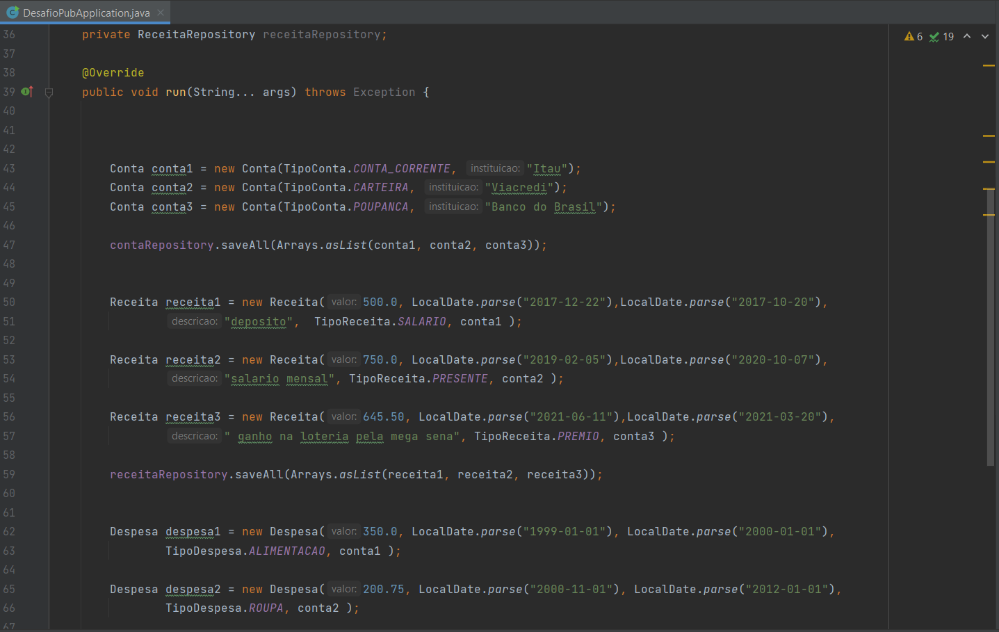 DesafioPubApplication.java
36 private ReceitaRepository receitaRepository;
6 19
37
38 @Override
39 public void run(String... args) throws Exception {
40
41
42
43 Conta conta1 = new Conta(TipoConta.CONTA_CORRENTE, instituicao: "Itau");
44 Conta conta2 = new Conta(TipoConta.CARTEIRA, instituicao: "Viacredi");
45 Conta conta3 = new Conta(TipoConta.POUPANCA, instituicao: "Banco do Brasil");
46
47 contaRepository.saveAll(Arrays.asList(conta1, conta2, conta3));
48
49
50 Receita receita1 = new Receita( valor: 500.0, LocalDate.parse("2017-12-22"),LocalDate.parse("2017-10-20"),
51 descricao: "deposito", TipoReceita.SALARIO, conta1 );
52
53 Receita receita2 = new Receita( valor: 750.0, LocalDate.parse("2019-02-05"),LocalDate.parse("2020-10-07"),
54 descricao: "salario mensal", TipoReceita.PRESENTE, conta2 );
55
56 Receita receita3 = new Receita( valor: 645.50, LocalDate.parse("2021-06-11"),LocalDate.parse("2021-03-20"),
57 descricao: " ganho na loteria pela mega sena", TipoReceita.PREMIO, conta3 );
58
59 receitaRepository.saveAll(Arrays.asList(receita1, receita2, receita3));
60
61
62 Despesa despesa1 = new Despesa( valor: 350.0, LocalDate.parse("1999-01-01"), LocalDate.parse("2000-01-01"),
63 TipoDespesa.ALIMENTACAO, conta1 );
64
65 Despesa despesa2 = new Despesa( valor: 200.75, LocalDate.parse("2000-11-01"), LocalDate.parse("2012-01-01"),
66 TipoDespesa.ROUPA, conta2 );
67